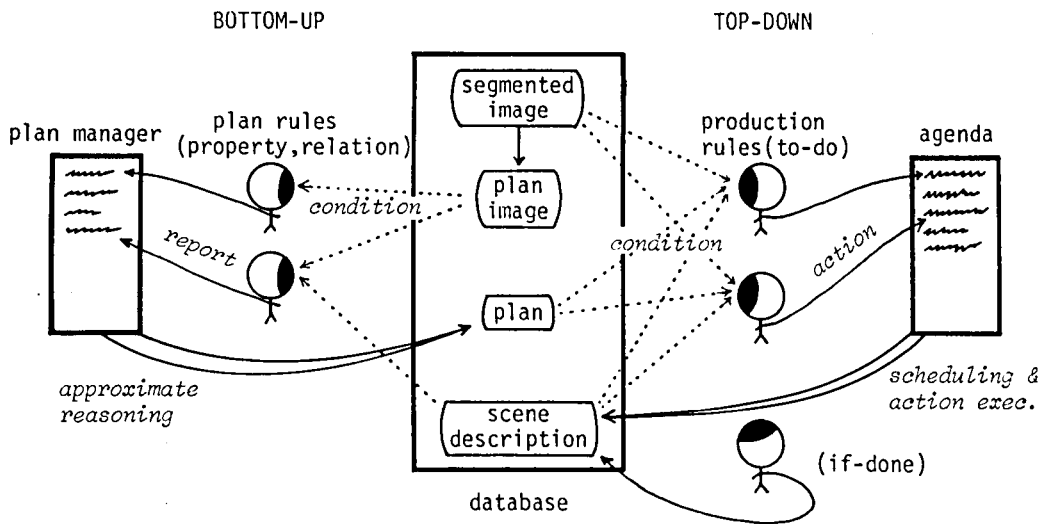 BOTTOM-UP
TOP-DOWN
plan manager
plan rules
(property,relation)
segmented
image
production
rules(to-do)
agenda
plan
image
condition
condition
report
action
plan
approximate
reasoning
scene
description
scheduling &
action exec.
(if-done)
database